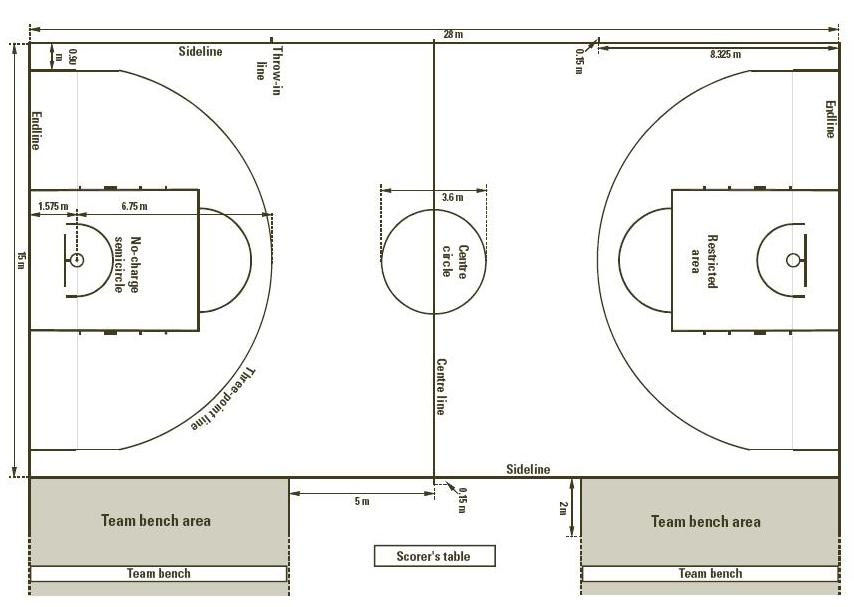 28 m
0.90
m
Sideline
Throw-in
line
0.15 m
8.325 m
Endline
Endline
1.575 m
6.75 m
3.6 m
15 m
No-charge
semicircle
Centre
circle
Restricted
area
Three-point line
Centre line
Sideline
5 m
0.15 m
2 m
Team bench area
Team bench area
Scorer's table
Team bench
Team bench